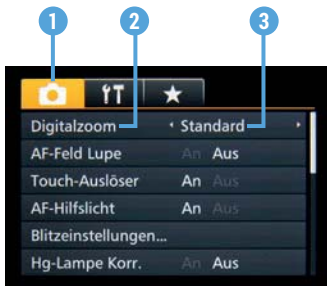 1 2 3
Digitalzoom Standard
AF-Feld Lupe An Aus
Touch-Auslöser An Aus
AF-Hilfslicht An Aus
Blitzeinstellungen...
Hg-Lampe Korr. An Aus